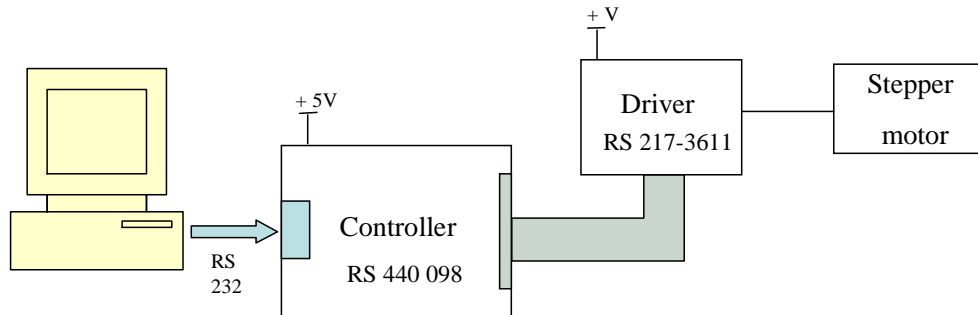 + V
Driver
RS 217-3611
Stepper
motor
+ 5V
Controller
RS 440 098
RS
232